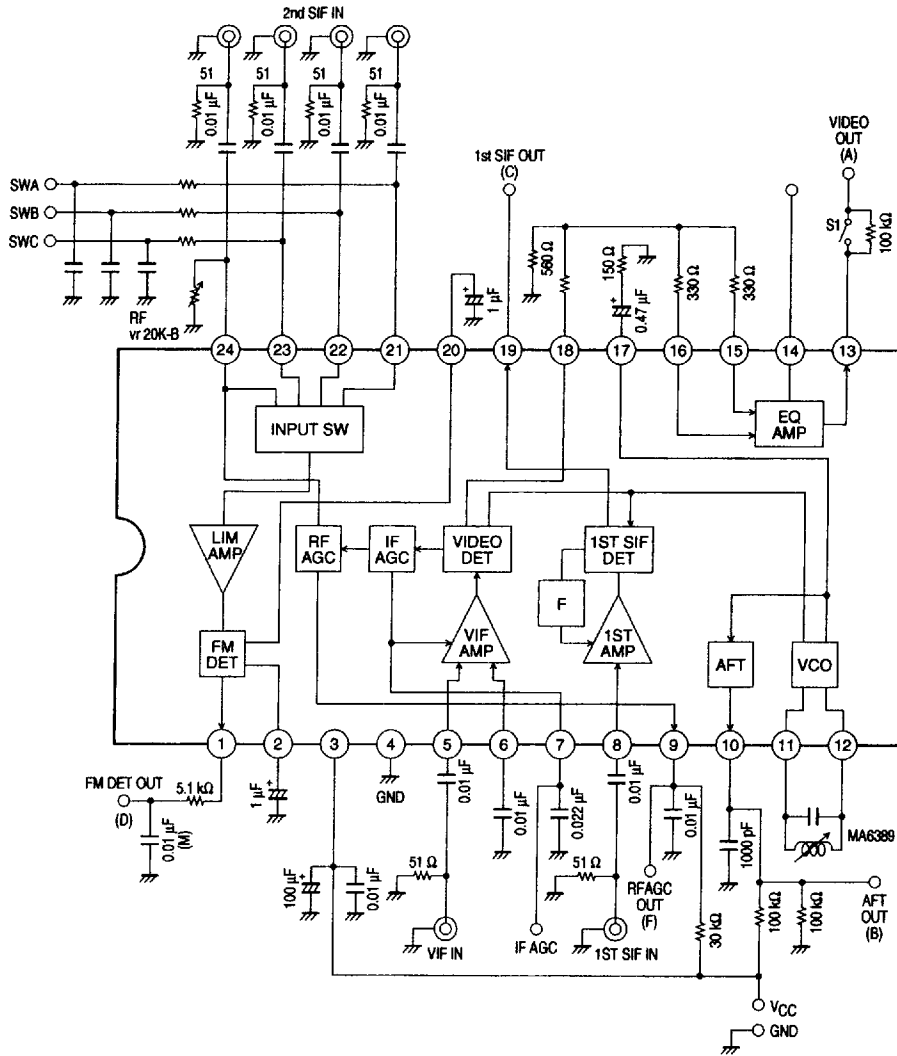 2nd SIF IN
51
51
51
51
0.01 µF
0.01 µF
0.01 µF
0.01 µF
SWA
SWB
SWC
RF
vr 20K-B
1st SIF OUT
(C)
VIDEO
OUT
(A)
S1
100 kΩ
1 µF
560 Ω
150 Ω
0.47 µF
330 Ω
330 Ω
24
23
22
21
20
19
18
17
16
15
14
13
INPUT SW
EQ
AMP
LIM
AMP
RF
AGC
IF
AGC
VIDEO
DET
1ST SIF
DET
F
FM
DET
VIF
AMP
1ST
AMP
AFT
VCO
1
2
3
4
5
6
7
8
9
10
11
12
FM DET OUT
(D)
5.1 kΩ
0.01 µF
(M)
1 µF
GND
0.01 µF
0.01 µF
0.022 µF
0.01 µF
0.01 µF
1000 pF
MA6389
100 µF
0.01 µF
51 Ω
VIF IN
IF AGC
51 Ω
1ST SIF IN
RFAGC
OUT
(F)
30 kΩ
100 kΩ
100 kΩ
AFT
OUT
(B)
VCC
GND